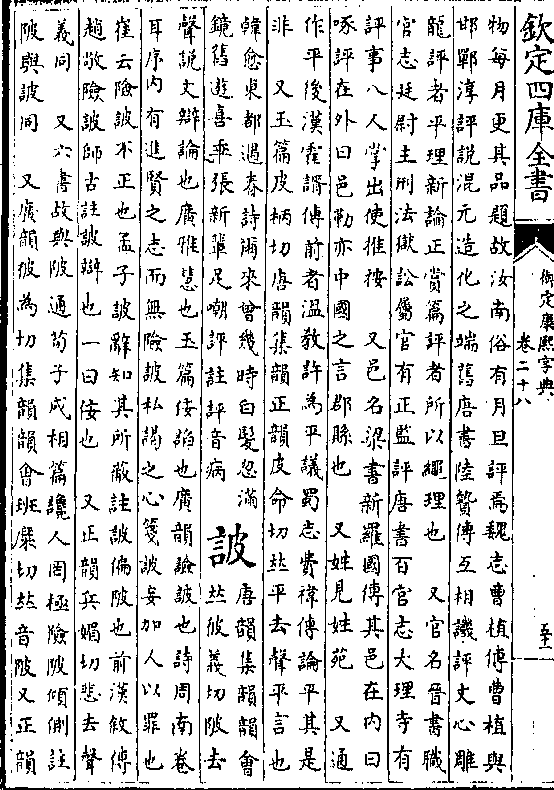 欽定四庫全書
御定康熙字典
卷二十八
物每月更其品題故汝南俗有月旦評焉魏志曹植傳曹植與
邯鄲淳評說混元造化之端舊唐書陸贄傳互相譏評文心雕
龍評者平理新論正賞篇評者所以繩理也 又官名晉書職
官志廷尉主刑法獄訟屬官有正監評唐書百官志大理寺有
評事八人掌出使推按 又邑名梁書新羅國傳其邑在內曰
啄評在外曰邑勒亦中國之言郡縣也 又姓見姓苑 又通
作平後漢霍諝傳前者溫教許為平議蜀志費禕傳論平其是
非 又玉篇皮柄切唐韻集韻正韻皮命切𠀤平去聲平言也
韓愈東都遇春詩爾來曾幾時白髮忽滿
鏡舊遊喜乖張新輩足嘲評註評音病 詖 唐韻集韻韻會
𠀤彼義切陂去
聲說文辯論也廣雅慧也玉篇佞諂也廣韻譣詖也詩周南卷
耳序內有進賢之志而無險詖私謁之心箋詖妄加人以罪也
崔云險詖不正也孟子詖辭知其所蔽註詖偏陂也前漢敘傳
趙敬險詖師古註詖辯也一曰佞也 又正韻兵媚切悲去聲
義同 又六書故與陂通荀子成相篇讒人罔極險陂傾側註
陂與詖同 又廣韻彼為切集韻韻會班糜切𠀤音陂又正韻